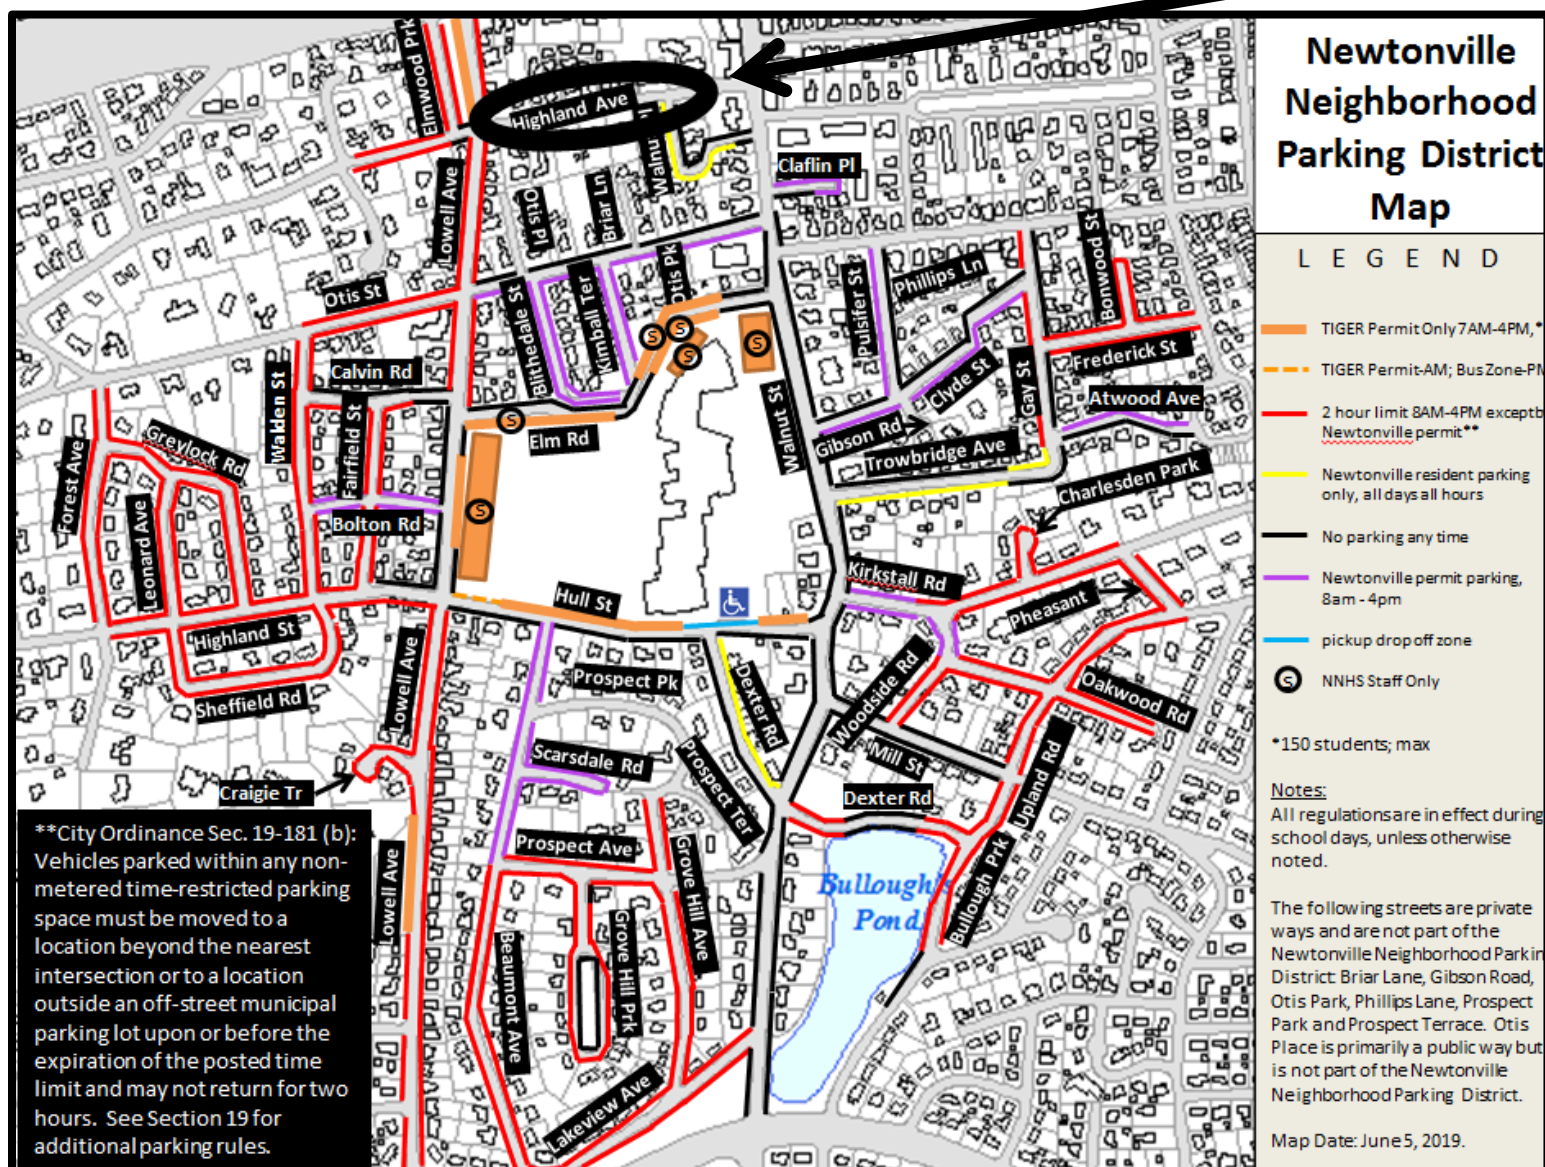 Newtonville
Neighborhood
Parking District
Map
L E G E N D
TIGER Permit Only 7AM-4PM,*
TIGER Permit-AM; Bus Zone-PM
2 hour limit 8AM-4PM exceptb
Newtonville permit**
Newtonville resident parking
only, all days all hours
No parking any time
Newtonville permit parking,
8am - 4pm
pickup drop off zone
S NNHS Staff Only
*150 students; max
Notes:
All regulations are in effect during
school days, unless otherwise
noted.
The following streets are private
ways and are not part of the
Newtonville Neighborhood Parkin
District: Briar Lane, Gibson Road,
Otis Park, Phillips Lane, Prospect
Park and Prospect Terrace. Otis
Place is primarily a public way but
is not part of the Newtonville
Neighborhood Parking District.
Map Date: June 5, 2019.
Elmwood Prk
Highland Ave
Walnut Pl
Claflin Pl
Lowell Ave
Otis Pl
Briar Ln
Otis St
Otis Pk
Blithedale St
Kimball Ter
Pulsifer St
Phillips Ln
Bonwood St
Frederick St
Calvin Rd
Walden St
Fairfield St
Elm Rd
Walnut St
Clyde St
Gay St
Atwood Ave
Gibson Rd
Trowbridge Ave
Charlesden Park
Forest Ave
Greylock Rd
Leonard Ave
Bolton Rd
S
S
S
S
S
S
Hull St
Kirkstall Rd
Pheasant
Highland St
Sheffield Rd
Lowell Ave
Prospect Pk
Dexter Rd
Woodside Rd
Oakwood Rd
Scarsdale Rd
Prospect Ter
Mill St
Upland Rd
Craigie Tr
Dexter Rd
Prospect Ave
Lowell Ave
Grove Hill Ave
Bullough Prk
Bullough's
Pond
Beaumont Ave
Grove Hill Prk
Lakeview Ave
**City Ordinance Sec. 19-181 (b):
Vehicles parked within any non-
metered time-restricted parking
space must be moved to a
location beyond the nearest
intersection or to a location
outside an off-street municipal
parking lot upon or before the
expiration of the posted time
limit and may not return for two
hours. See Section 19 for
additional parking rules.